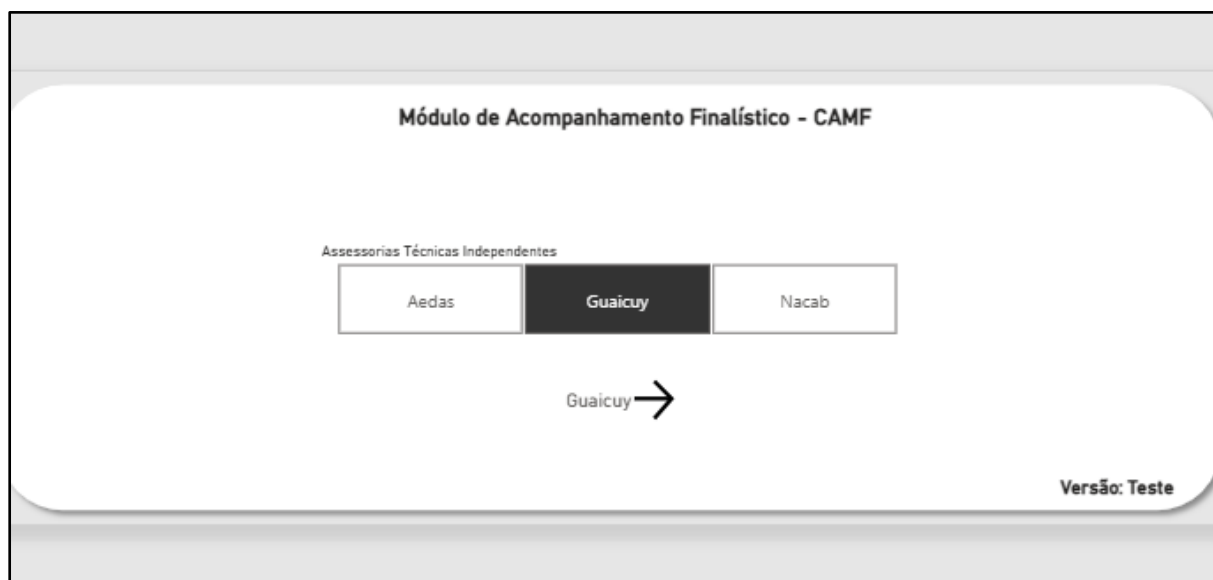 Módulo de Acompanhamento Finalístico - CAMF
Assessorias Técnicas Independentes
Aedas Guaicuy Nacab
Guaicuy
Versão: Teste